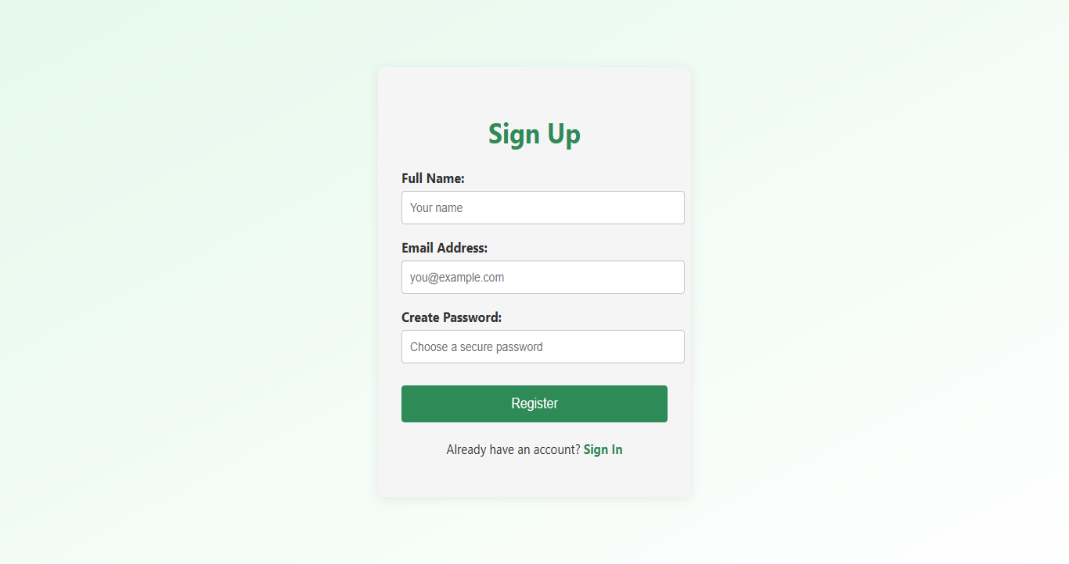 Sign Up
Full Name:
Your name
Email Address:
you@example.com
Create Password:
Choose a secure password
Register
Already have an account? Sign In